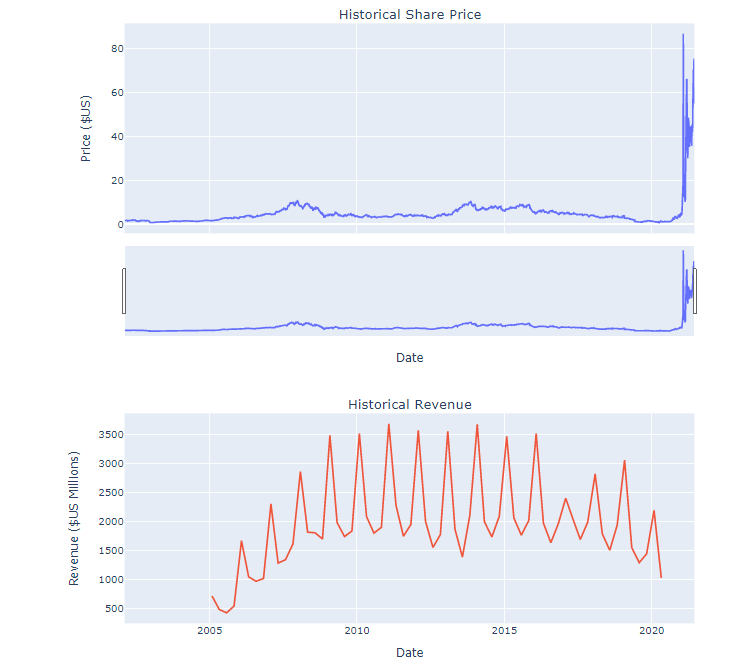 Historical Share Price
Price ($US)
80
60
40
20
0
Date
Historical Revenue
Revenue ($US Millions)
3500
3000
2500
2000
1500
1000
500
2005 2010 2015 2020
Date